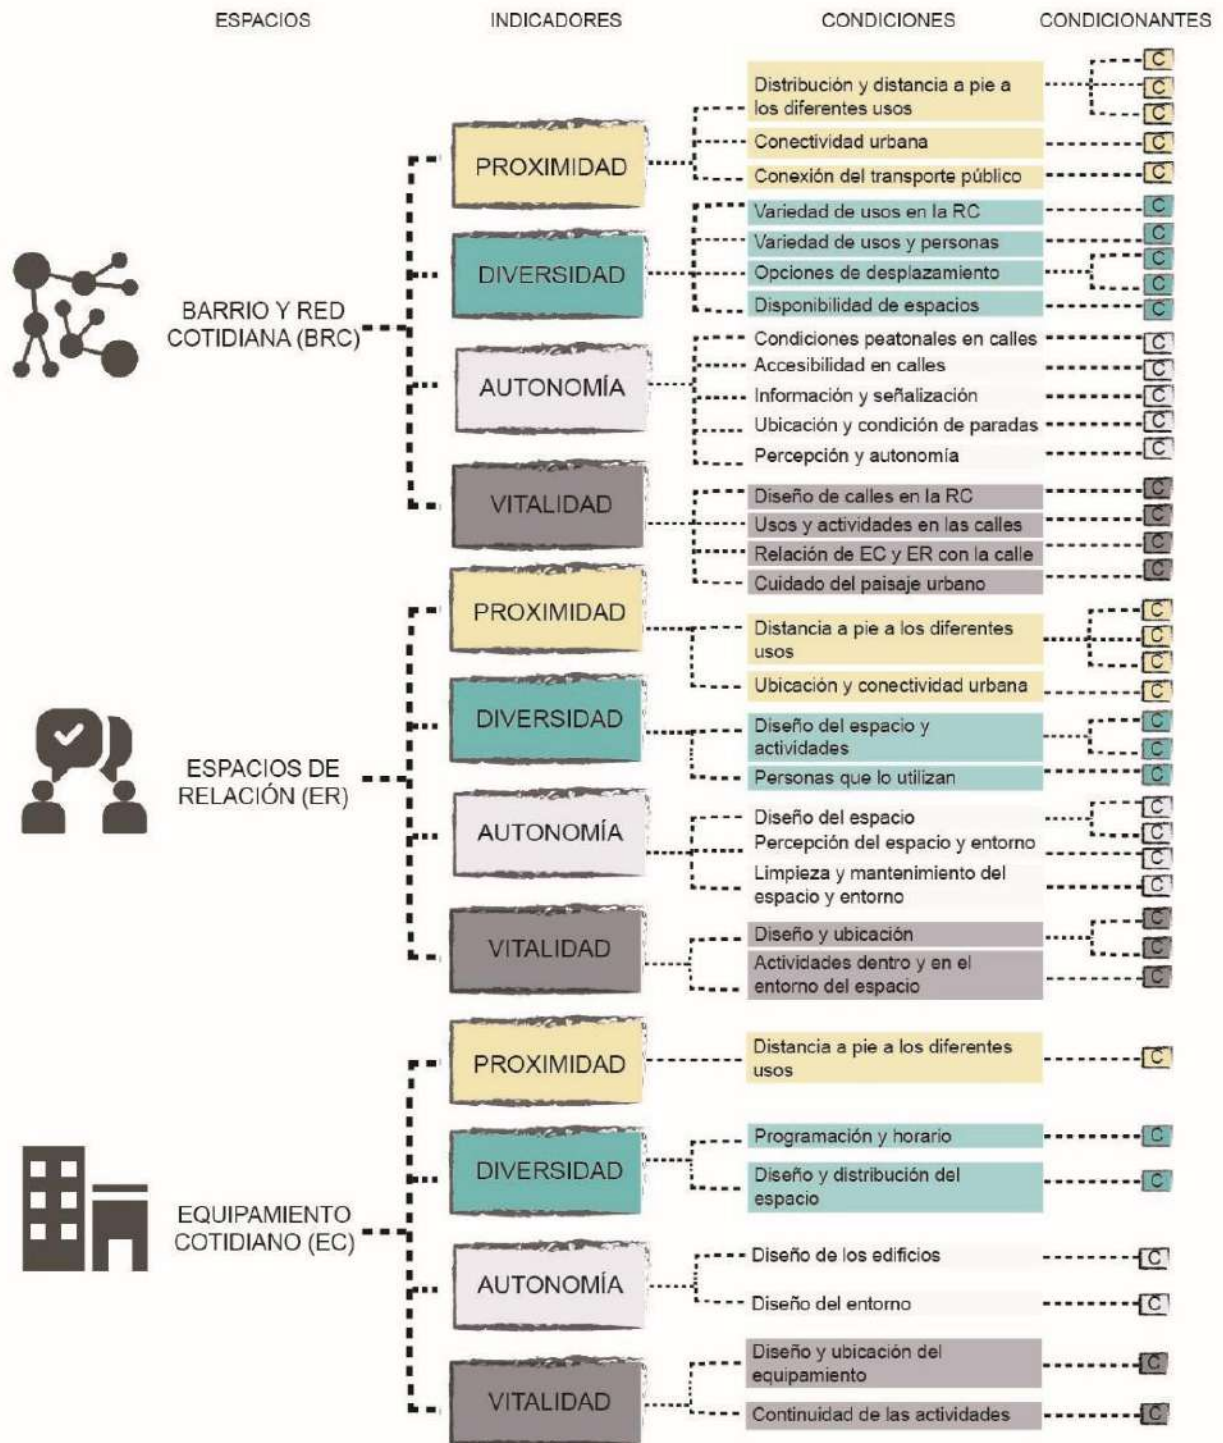 ESPACIOS INDICADORES CONDICIONES CONDICIONANTES
BARRIO Y RED
COTIDIANA (BRC)
PROXIMIDAD
Distribución y distancia a pie a
los diferentes usos
C
C
C
Conectividad urbana
C
Conexión del transporte público
C
DIVERSIDAD
Variedad de usos en la RC
C
Variedad de usos y personas
C
Opciones de desplazamiento
C
C
Disponibilidad de espacios
C
AUTONOMÍA
Condiciones peatonales en calles
C
Accesibilidad en calles
C
Información y señalización
C
Ubicación y condición de paradas
C
Percepción y autonomía
C
VITALIDAD
Diseño de calles en la RC
C
Usos y actividades en las calles
C
Relación de EC y ER con la calle
C
Cuidado del paisaje urbano
C
ESPACIOS DE
RELACIÓN (ER)
PROXIMIDAD
Distancia a pie a los diferentes
usos
C
C
C
Ubicación y conectividad urbana
C
DIVERSIDAD
Diseño del espacio y
actividades
C
C
Personas que lo utilizan
C
AUTONOMÍA
Diseño del espacio
C
C
Percepción del espacio y entorno
C
Limpieza y mantenimiento del
espacio y entorno
C
VITALIDAD
Diseño y ubicación
C
C
Actividades dentro y en el
entorno del espacio
C
EQUIPAMIENTO
COTIDIANO (EC)
PROXIMIDAD
Distancia a pie a los diferentes
usos
C
DIVERSIDAD
Programación y horario
C
Diseño y distribución del
espacio
C
AUTONOMÍA
Diseño de los edificios
C
Diseño del entorno
C
VITALIDAD
Diseño y ubicación del
equipamiento
C
Continuidad de las actividades
C